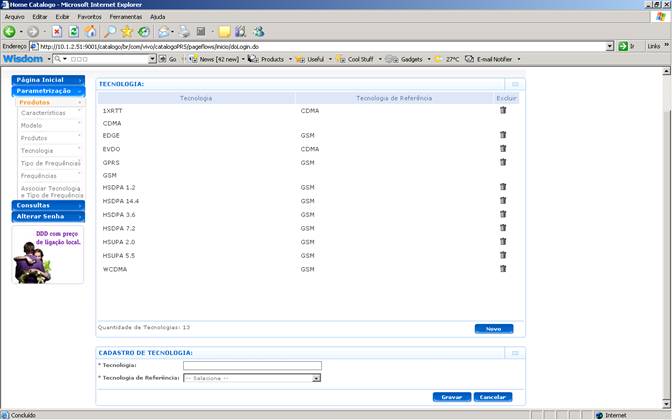 Home Catalogo - Microsoft Internet Explorer
Arquivo Editar Exibir Favoritos Ferramentas Ajuda
Endereço http://10.1.2.51:9001/catalogo/br/com/vivo/catalogoPRS/pageflows/inicio/doLogin.do Ir Links
Wisdom Go News [42 new] Products Useful Cool Stuff Gadgets 27°C E-mail Notifier
Página Inicial
Parametrização
Produtos
Características
Modelo
Produtos
Tecnologia
Tipo de Frequências
Frequências
Associar Tecnologia
e Tipo de Frequência
Consultas
Alterar Senha
DDD com preço
de ligação local.
TECNOLOGIA:
Tecnologia Tecnologia de Referência Excluir
1XRTT CDMA
CDMA
EDGE GSM
EVDO CDMA
GPRS GSM
GSM
HSDPA 1.2 GSM
HSDPA 14.4 GSM
HSDPA 3.6 GSM
HSDPA 7.2 GSM
HSUPA 2.0 GSM
HSUPA 5.5 GSM
WCDMA GSM
Quantidade de Tecnologias: 13 Novo
CADASTRO DE TECNOLOGIA:
* Tecnologia:
* Tecnologia de Referência: -- Selecione --
Gravar Cancelar
Concluído Internet